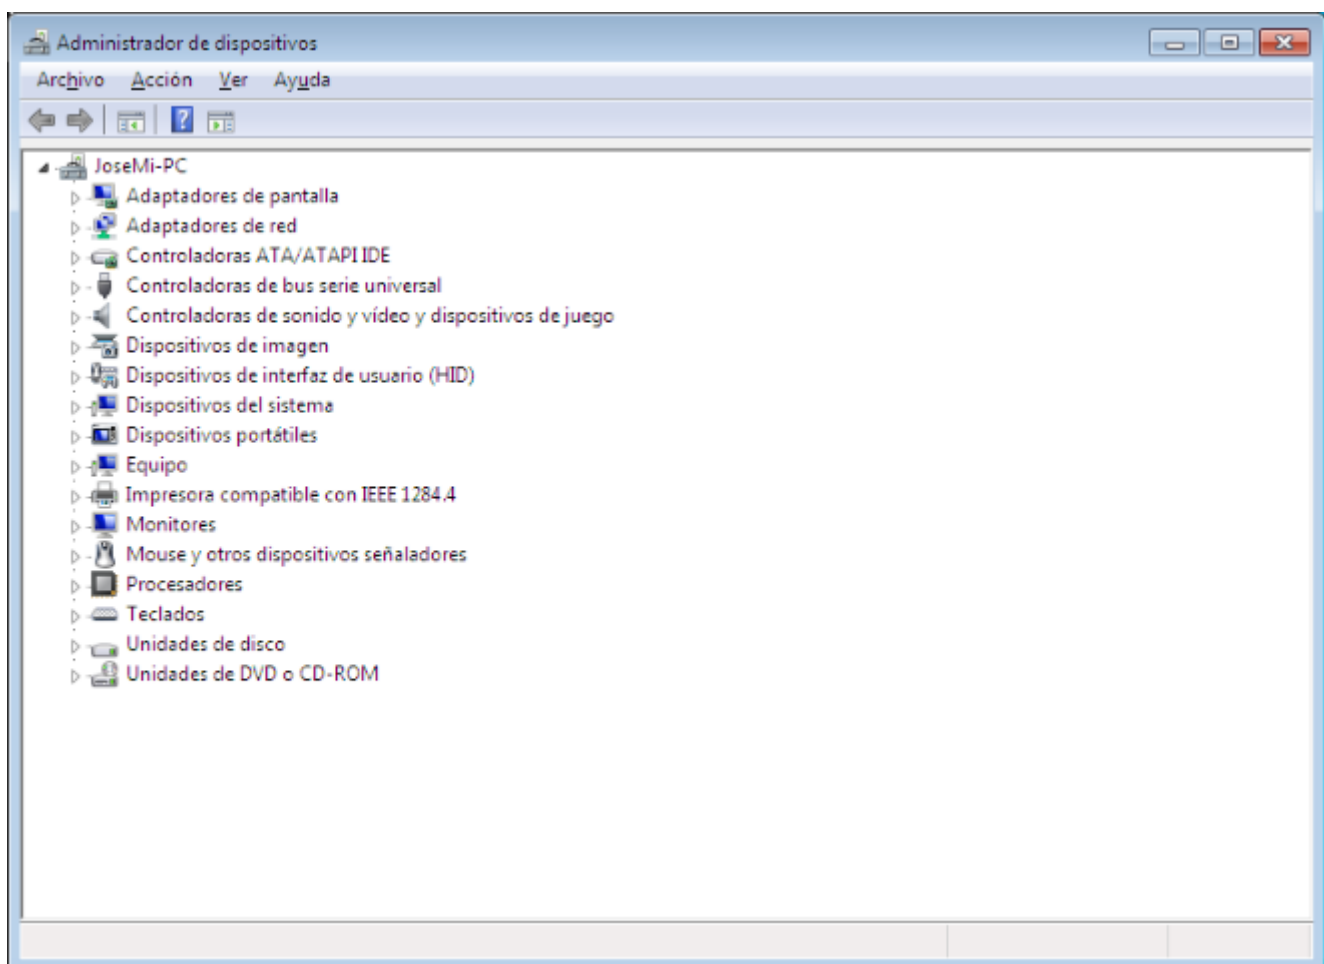 Administrador de dispositivos
Archivo Acción Ver Ayuda
?
JoseMi-PC
Adaptadores de pantalla
Adaptadores de red
Controladoras ATA/ATAPI IDE
Controladoras de bus serie universal
Controladoras de sonido y vídeo y dispositivos de juego
Dispositivos de imagen
Dispositivos de interfaz de usuario (HID)
Dispositivos del sistema
Dispositivos portátiles
Equipo
Impresora compatible con IEEE 1284.4
Monitores
Mouse y otros dispositivos señaladores
Procesadores
Teclados
Unidades de disco
Unidades de DVD o CD-ROM